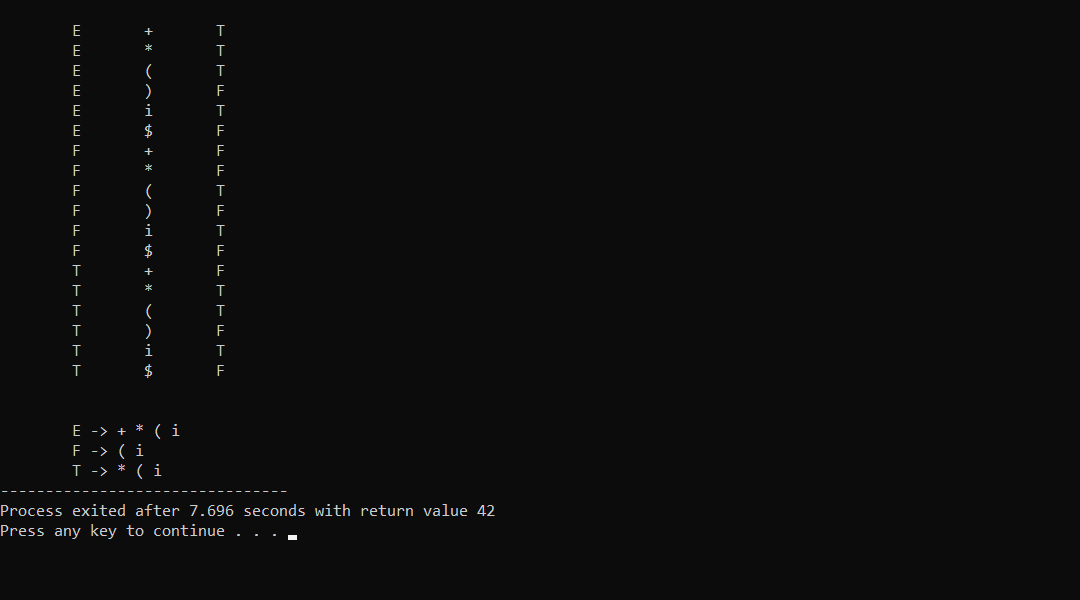 E + T
E * T
E ( T
E ) F
E i T
E $ F
F + F
F * F
F ( T
F ) F
F i T
F $ F
T + F
T * T
T ( T
T ) F
T i T
T $ F
E -> + * ( i
F -> ( i
T -> * ( i
--------------------------------
Process exited after 7.696 seconds with return value 42
Press any key to continue . . .